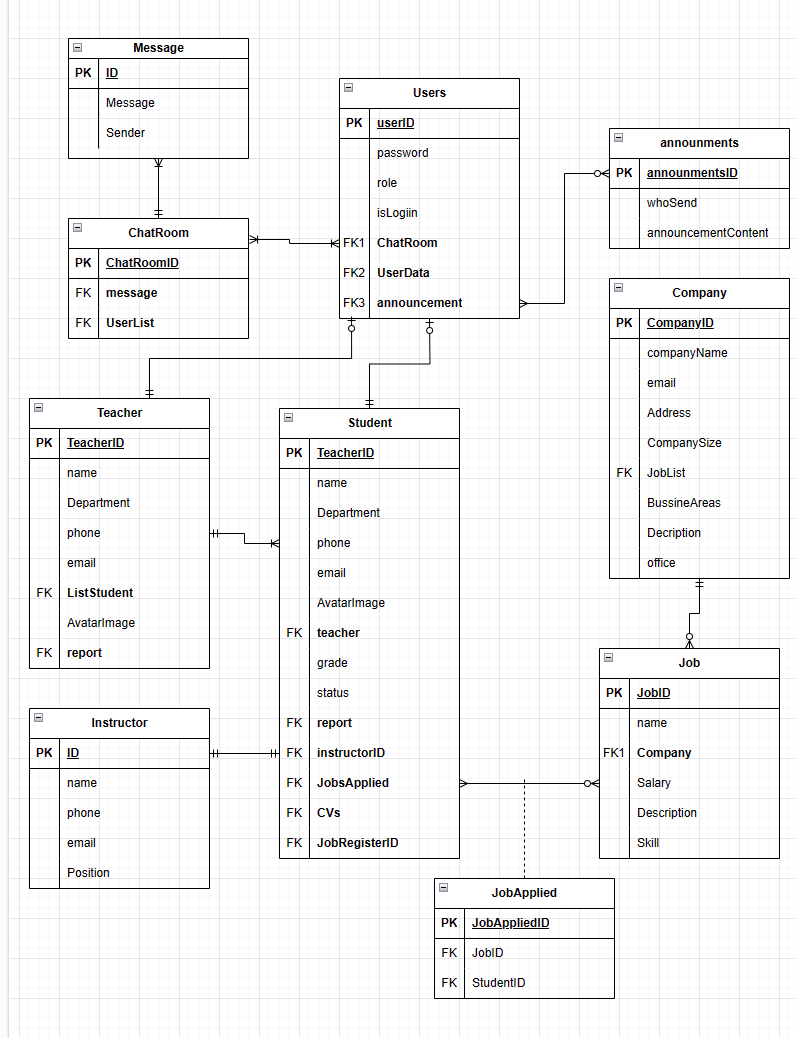 Message
PK ID
Message
Sender
Users
PK userID
password
role
isLogiin
FK1 ChatRoom
FK2 UserData
FK3 announcement
announments
PK announmentsID
whoSend
announcementContent
ChatRoom
PK ChatRoomID
FK message
FK UserList
Company
PK CompanyID
companyName
email
Address
CompanySize
FK JobList
BussineAreas
Decription
office
Teacher
PK TeacherID
name
Department
phone
email
FK ListStudent
AvatarImage
FK report
Student
PK TeacherID
name
Department
phone
email
AvatarImage
FK teacher
grade
status
FK report
FK instructorID
FK JobsApplied
FK CVs
FK JobRegisterID
Job
PK JobID
name
FK1 Company
Salary
Description
Skill
Instructor
PK ID
name
phone
email
Position
JobApplied
PK JobAppliedID
FK JobID
FK StudentID